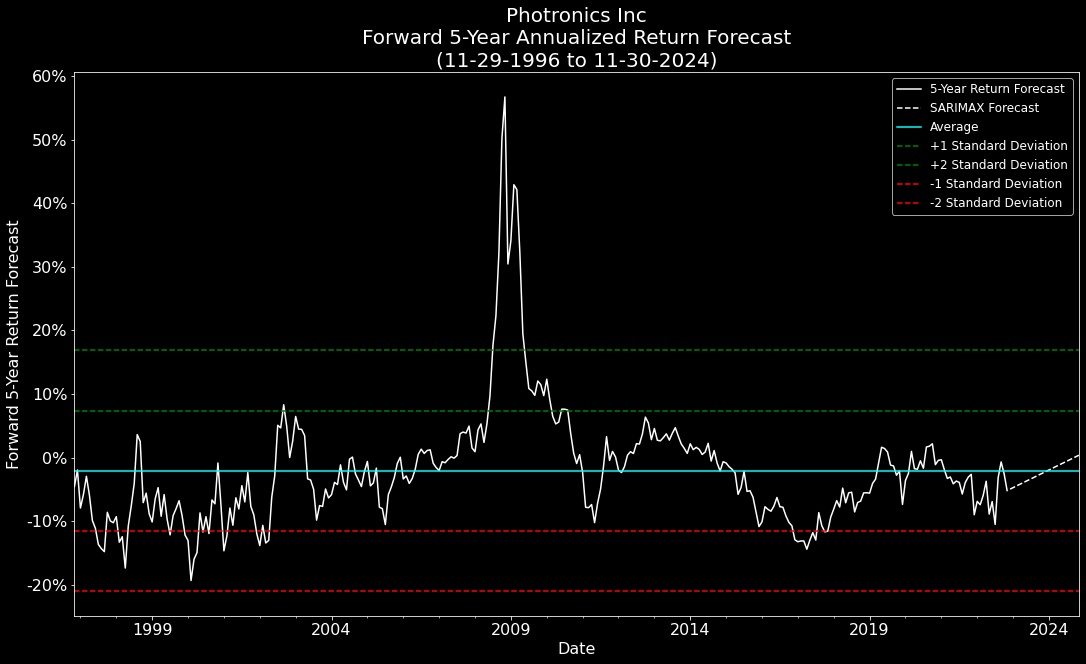 Photronics Inc
Forward 5-Year Annualized Return Forecast
(11-29-1996 to 11-30-2024)
5-Year Return Forecast
SARIMAX Forecast
Average
+1 Standard Deviation
+2 Standard Deviation
-1 Standard Deviation
-2 Standard Deviation
Forward 5-Year Return Forecast
60%
50%
40%
30%
20%
10%
0%
-10%
-20%
1999
2004
2009
2014
2019
2024
Date